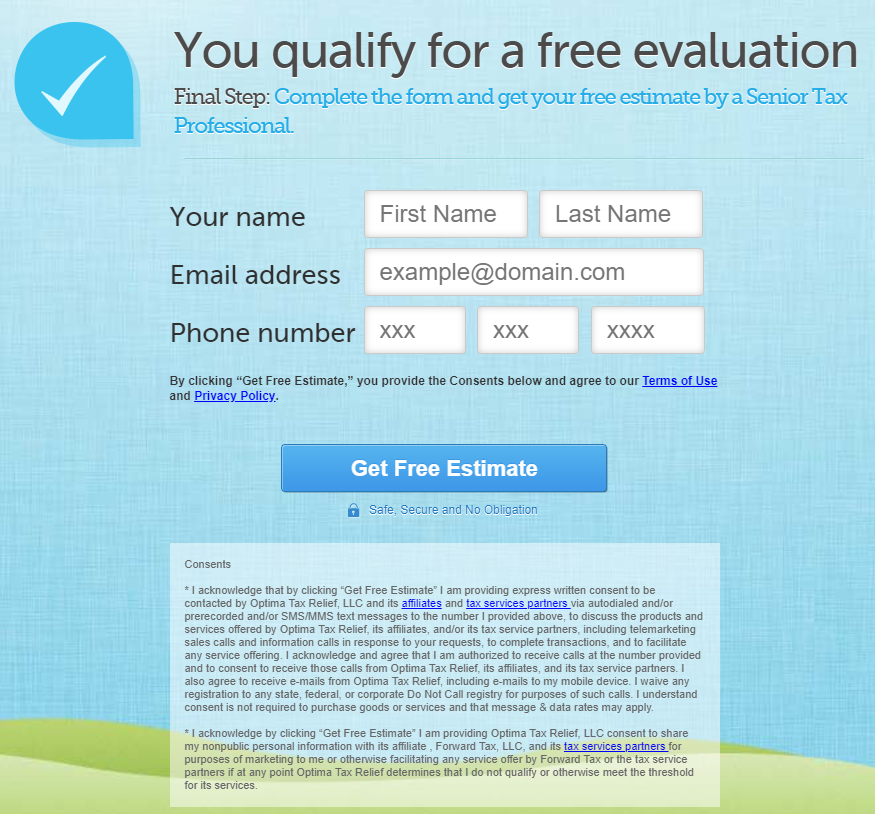 You qualify for a free evaluation
Final Step: Complete the form and get your free estimate by a Senior Tax
Professional.
Your name First Name Last Name
Email address example@domain.com
Phone number xxx xxx xxxx
By clicking “Get Free Estimate,” you provide the Consents below and agree to our Terms of Use
and Privacy Policy.
Get Free Estimate
Safe, Secure and No Obligation
Consents
* I acknowledge that by clicking “Get Free Estimate” I am providing express written consent to be
contacted by Optima Tax Relief, LLC and its affiliates and tax services partners via autodialed and/or
prerecorded and/or SMS/MMS text messages to the number I provided above, to discuss the products and
services offered by Optima Tax Relief, its affiliates, and/or its tax service partners, including telemarketing
sales calls and information calls in response to your requests, to complete transactions, and to facilitate
any service offering. I acknowledge and agree that I am authorized to receive calls at the number provided
and to consent to receive those calls from Optima Tax Relief, its affiliates, and its tax service partners. I
also agree to receive e-mails from Optima Tax Relief, including e-mails to my mobile device. I waive any
registration to any state, federal, or corporate Do Not Call registry for purposes of such calls. I understand
consent is not required to purchase goods or services and that message & data rates may apply.
* I acknowledge by clicking “Get Free Estimate” I am providing Optima Tax Relief, LLC consent to share
my nonpublic personal information with its affiliate , Forward Tax, LLC, and its tax services partners for
purposes of marketing to me or otherwise facilitating any service offer by Forward Tax or the tax service
partners if at any point Optima Tax Relief determines that I do not qualify or otherwise meet the threshold
for its services.